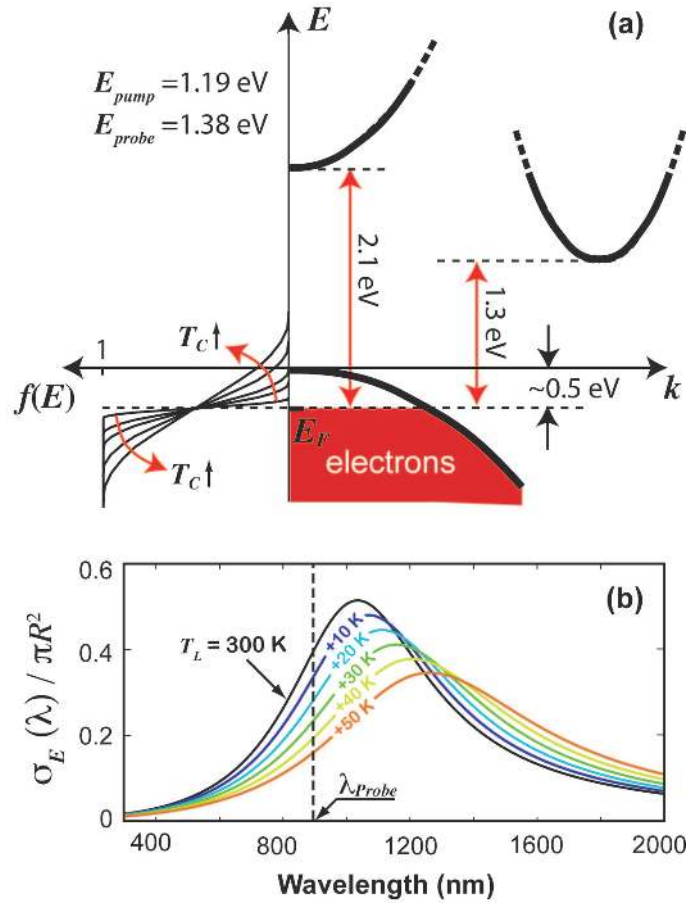 E
(a)
E_pump = 1.19 eV
E_probe = 1.38 eV
2.1 eV
1.3 eV
1
T_C ↑
f(E)
~0.5 eV
k
E_F
electrons
T_C ↑
0.6
(b)
T_L = 300 K
+10 K
+20 K
+30 K
+40 K
+50 K
0.4
0.2
0
σ_E (λ) / πR²
λ_Probe
400 800 1200 1600 2000
Wavelength (nm)